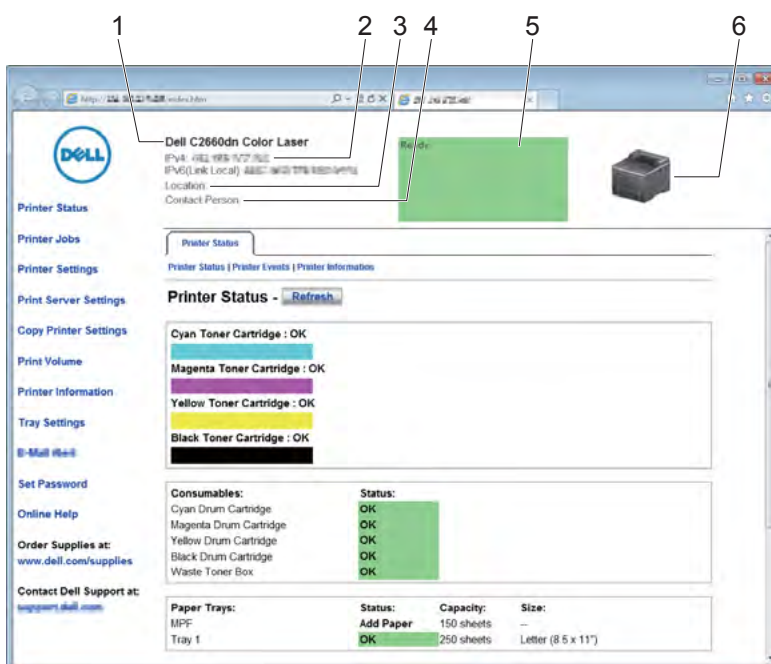 1 2 3 4 5 6
DELL
Dell C2660dn Color Laser
IPv4:
IPv6(Link Local)
Location:
Contact Person:
Ready
Printer Status
Printer Jobs
Printer Settings
Print Server Settings
Copy Printer Settings
Print Volume
Printer Information
Tray Settings
E-Mail
Set Password
Online Help
Order Supplies at:
www.dell.com/supplies
Contact Dell Support at:
support.dell.com
Printer Status
Printer Status | Printer Events | Printer Information
Printer Status - Refresh
Cyan Toner Cartridge : OK
Magenta Toner Cartridge : OK
Yellow Toner Cartridge : OK
Black Toner Cartridge : OK
Consumables: Status:
Cyan Drum Cartridge OK
Magenta Drum Cartridge OK
Yellow Drum Cartridge OK
Black Drum Cartridge OK
Waste Toner Box OK
Paper Trays: Status: Capacity: Size:
MPF Add Paper 150 sheets --
Tray 1 OK 250 sheets Letter (8.5 x 11")